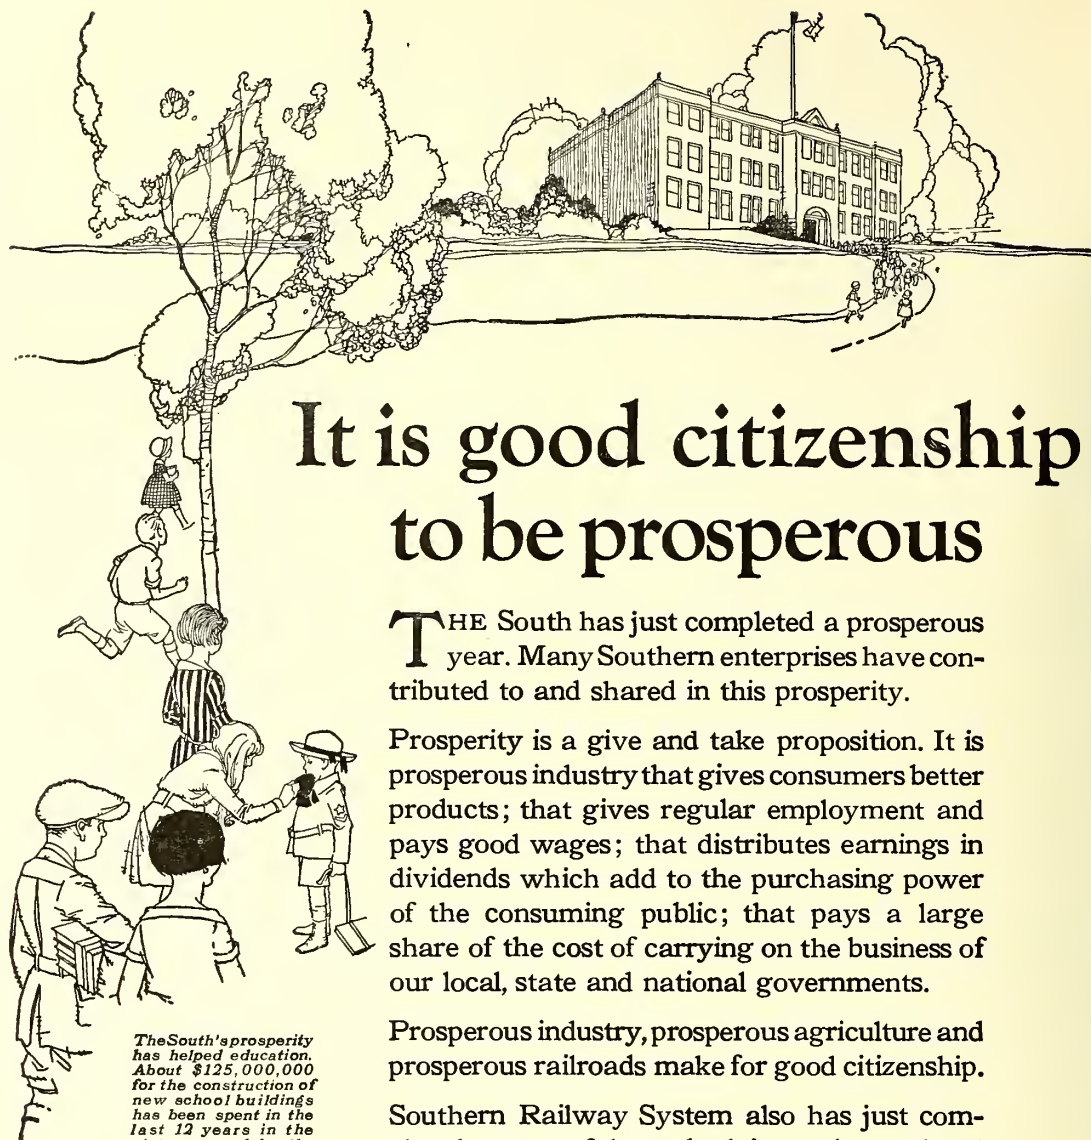 It is good citizenship
to be prosperous
THE South has just completed a prosperous
year. Many Southern enterprises have con-
tributed to and shared in this prosperity.
Prosperity is a give and take proposition. It is
prosperous industry that gives consumers better
products; that gives regular employment and
pays good wages; that distributes earnings in
dividends which add to the purchasing power
of the consuming public; that pays a large
share of the cost of carrying on the business of
our local, state and national governments.
Prosperous industry, prosperous agriculture and
prosperous railroads make for good citizenship.
Southern Railway System also has just com-
The South's prosperity
has helped education.
About $125,000,000
for the construction of
new school buildings
has been spent in the
last 12 years in the